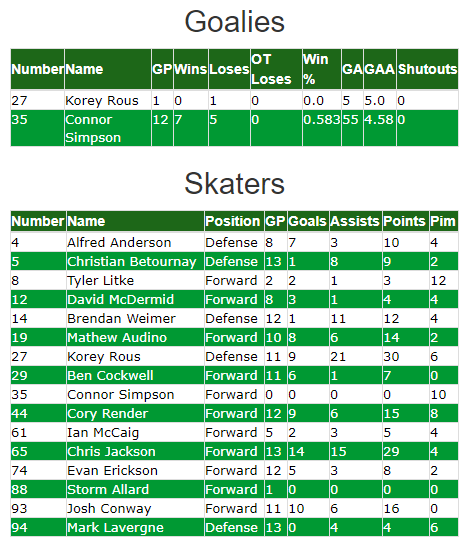 Goalies
Number Name GP Wins Loses OT Loses Win % GA GAA Shutouts
27 Korey Rous 1 0 1 0 0.0 5 5.0 0
35 Connor Simpson 12 7 5 0 0.583 55 4.58 0
Skaters
Number Name Position GP Goals Assists Points Pim
4 Alfred Anderson Defense 8 7 3 10 4
5 Christian Betournay Defense 13 1 8 9 2
8 Tyler Litke Forward 2 2 1 3 12
12 David McDermid Forward 8 3 1 4 4
14 Brendan Weimer Defense 12 1 11 12 4
19 Mathew Audino Forward 10 8 6 14 2
27 Korey Rous Defense 11 9 21 30 6
29 Ben Cockwell Forward 11 6 1 7 0
35 Connor Simpson Forward 0 0 0 0 10
44 Cory Render Forward 12 9 6 15 8
61 Ian McCaig Forward 5 2 3 5 4
65 Chris Jackson Forward 13 14 15 29 4
74 Evan Erickson Forward 12 5 3 8 2
88 Storm Allard Forward 1 0 0 0 0
93 Josh Conway Forward 11 10 6 16 0
94 Mark Lavergne Defense 13 0 4 4 6